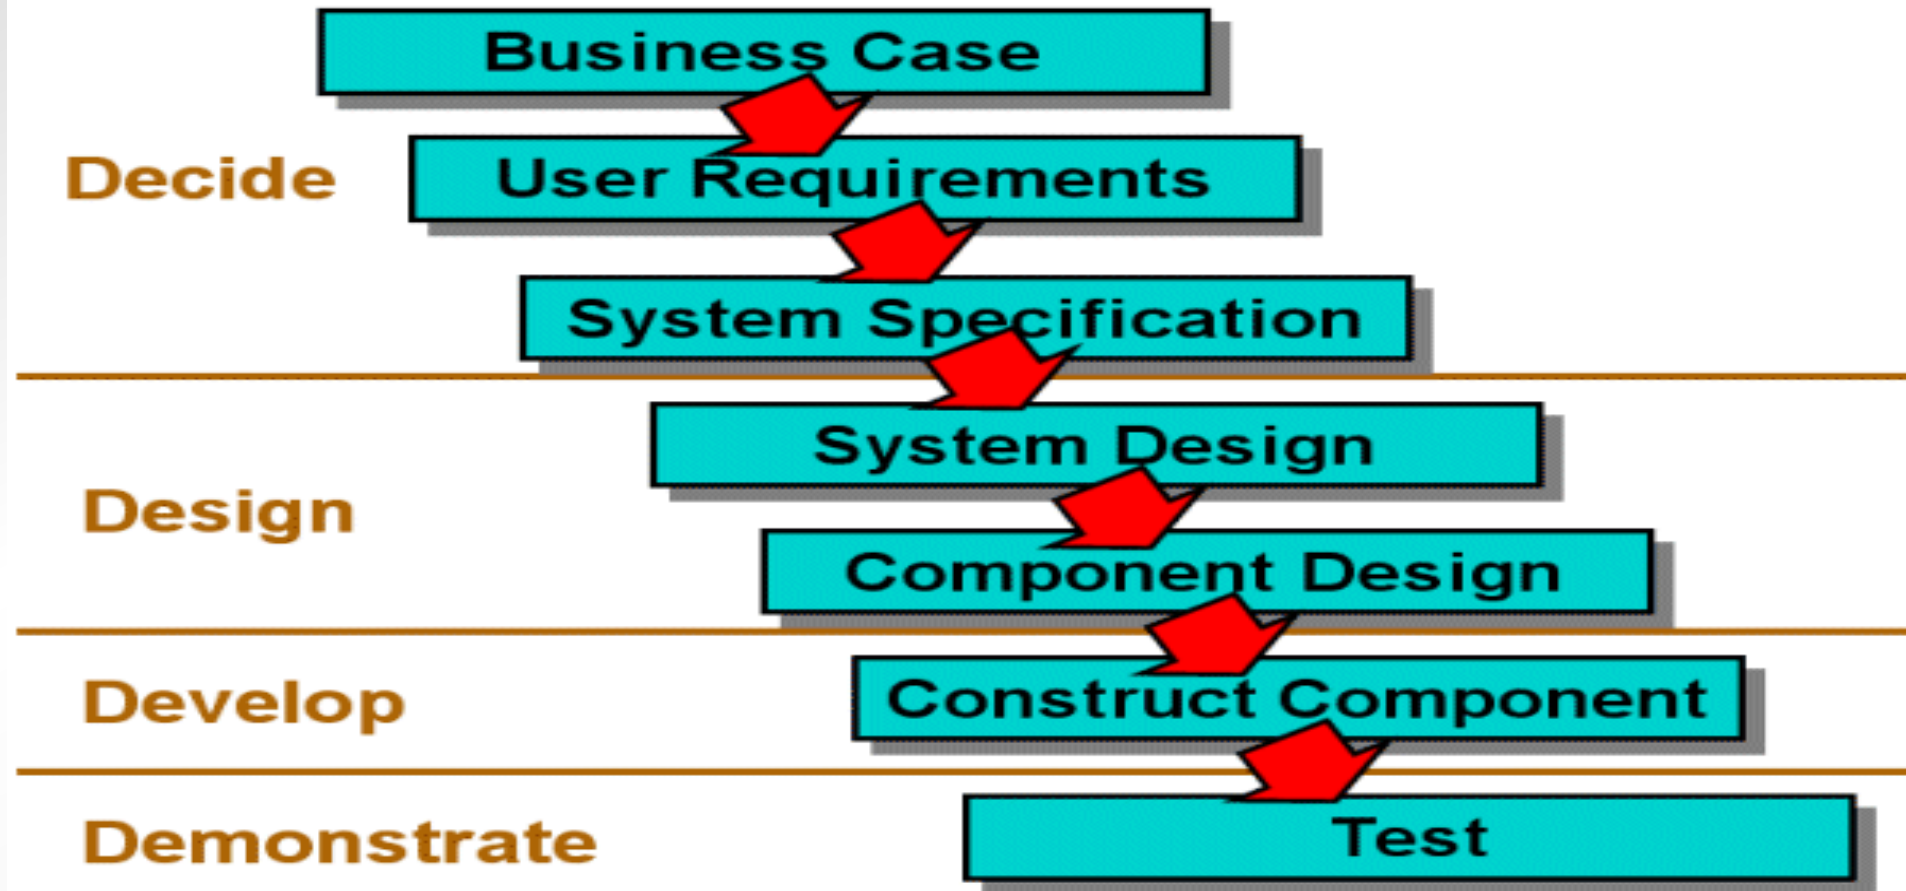 Business Case
Decide
User Requirements
System Specification
System Design
Design
Component Design
Develop
Construct Component
Demonstrate
Test